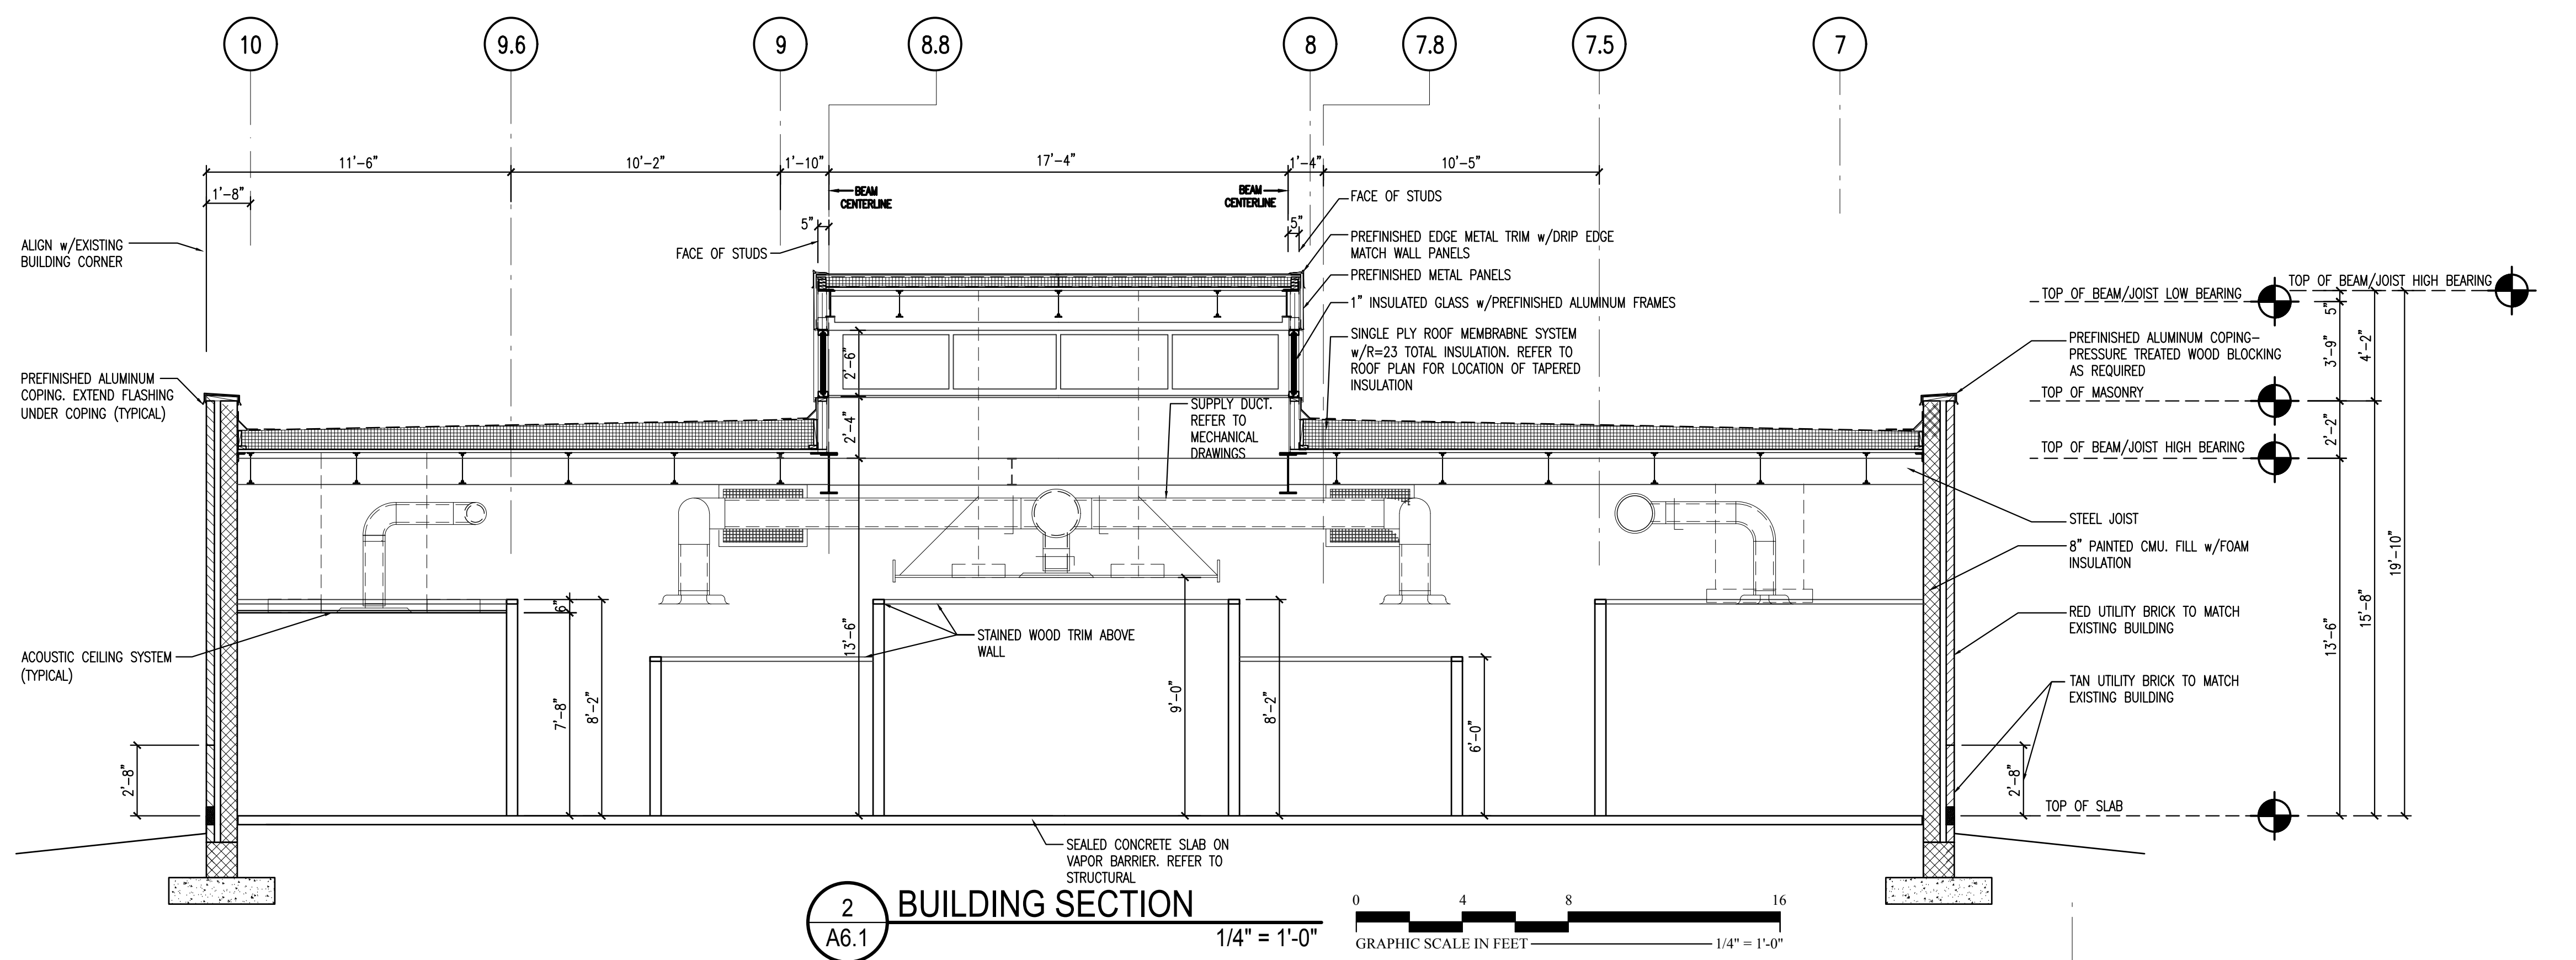 10
9.6
9
8.8
8
7.8
7.5
7
11'-6"
10'-2"
1'-10"
17'-4"
1'-4"
10'-5"
1'-8"
BEAM
CENTERLINE
BEAM
CENTERLINE
5"
5"
FACE OF STUDS
FACE OF STUDS
ALIGN w/EXISTING
BUILDING CORNER
PREFINISHED EDGE METAL TRIM w/DRIP EDGE
MATCH WALL PANELS
PREFINISHED METAL PANELS
1" INSULATED GLASS w/PREFINISHED ALUMINUM FRAMES
SINGLE PLY ROOF MEMBRABNE SYSTEM
w/R=23 TOTAL INSULATION. REFER TO
ROOF PLAN FOR LOCATION OF TAPERED
INSULATION
TOP OF BEAM/JOIST LOW BEARING
TOP OF BEAM/JOIST HIGH BEARING
5"
3'-9"
4'-2"
PREFINISHED ALUMINUM COPING-
PRESSURE TREATED WOOD BLOCKING
AS REQUIRED
TOP OF MASONRY
2'-2"
TOP OF BEAM/JOIST HIGH BEARING
PREFINISHED ALUMINUM
COPING. EXTEND FLASHING
UNDER COPING (TYPICAL)
2'-6"
2'-4"
SUPPLY DUCT.
REFER TO
MECHANICAL
DRAWINGS
STEEL JOIST
8" PAINTED CMU. FILL w/FOAM
INSULATION
RED UTILITY BRICK TO MATCH
EXISTING BUILDING
TAN UTILITY BRICK TO MATCH
EXISTING BUILDING
13'-6"
15'-8"
19'-10"
ACOUSTIC CEILING SYSTEM
(TYPICAL)
STAINED WOOD TRIM ABOVE
WALL
6"
7'-8"
8'-2"
13'-6"
9'-0"
8'-2"
6'-0"
2'-8"
2'-8"
TOP OF SLAB
SEALED CONCRETE SLAB ON
VAPOR BARRIER. REFER TO
STRUCTURAL
2
A6.1
BUILDING SECTION
1/4" = 1'-0"
0 4 8 16
GRAPHIC SCALE IN FEET 1/4" = 1'-0"